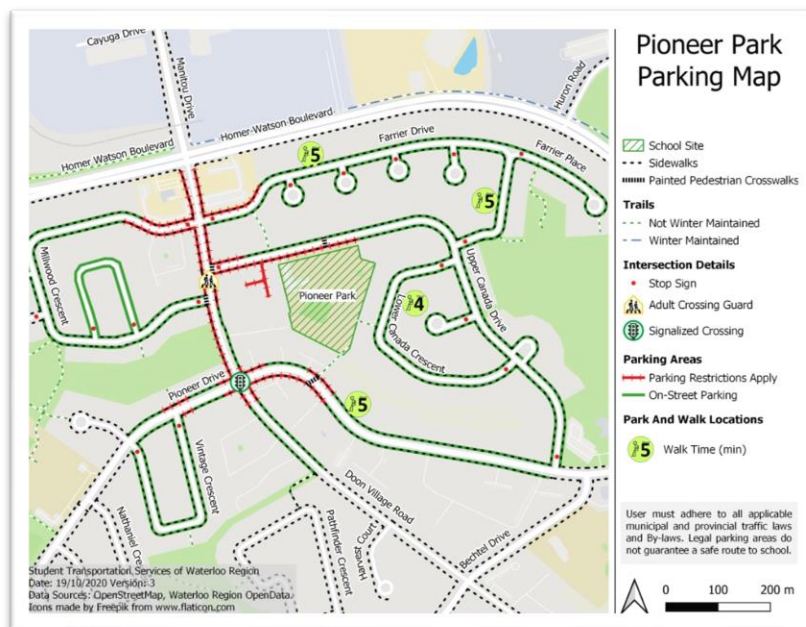 Pioneer Park
Parking Map
School Site
Sidewalks
Painted Pedestrian Crosswalks
Trails
Not Winter Maintained
Winter Maintained
Intersection Details
Stop Sign
Adult Crossing Guard
Signalized Crossing
Parking Areas
Parking Restrictions Apply
On-Street Parking
Park And Walk Locations
5 Walk Time (min)
User must adhere to all applicable
municipal and provincial traffic laws
and By-laws. Legal parking areas do
not guarantee a safe route to school.
0 100 200 m
Cayuga Drive
Manitou Drive
Huron Road
Homer Watson Boulevard
Homer Watson Boulevard
Farrier Drive
Farrier Place
5
5
Millwood Crescent
Pioneer Park
Upper Canada Drive
4
Lower Canada Crescent
Pioneer Drive
5
Vintage Crescent
Doon Village Road
Nathaniel Cres
Pathfinder Crescent
Harvest Court
Bechtel Drive
Student Transportation Services of Waterloo Region
Date: 19/10/2020 Version: 3
Data Sources: OpenStreetMap, Waterloo Region OpenData.
Icons made by Freepik from www.flaticon.com